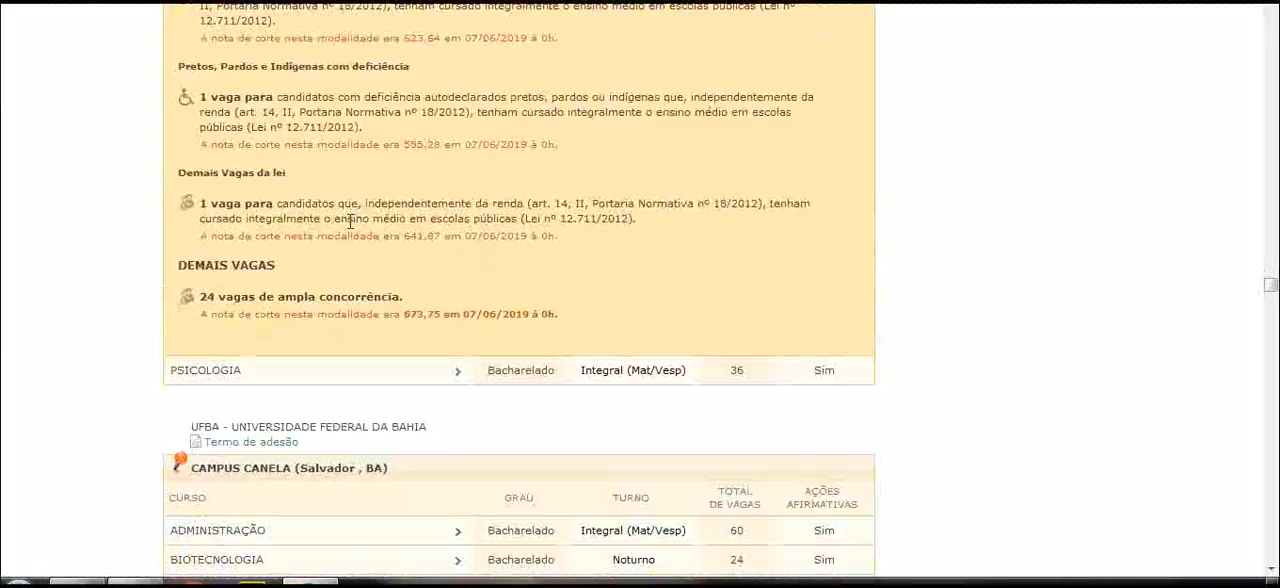 II, Portaria Normativa nº 18/2012), tenham cursado integralmente o ensino médio em escolas públicas (Lei nº
12.711/2012).
A nota de corte nesta modalidade era 623,64 em 07/06/2019 à 0h.
Pretos, Pardos e Indígenas com deficiência
1 vaga para candidatos com deficiência autodeclarados pretos, pardos ou indígenas que, independentemente da
renda (art. 14, II, Portaria Normativa nº 18/2012), tenham cursado integralmente o ensino médio em escolas
públicas (Lei nº 12.711/2012).
A nota de corte nesta modalidade era 555,28 em 07/06/2019 à 0h.
Demais Vagas da lei
1 vaga para candidatos que, independentemente da renda (art. 14, II, Portaria Normativa nº 18/2012), tenham
cursado integralmente o ensino médio em escolas públicas (Lei nº 12.711/2012).
A nota de corte nesta modalidade era 641,87 em 07/06/2019 à 0h.
DEMAIS VAGAS
24 vagas de ampla concorrência.
A nota de corte nesta modalidade era 673,75 em 07/06/2019 à 0h.
PSICOLOGIA Bacharelado Integral (Mat/Vesp) 36 Sim
UFBA - UNIVERSIDADE FEDERAL DA BAHIA
Termo de adesão
CAMPUS CANELA (Salvador , BA)
CURSO GRAU TURNO TOTAL DE VAGAS AÇÕES AFIRMATIVAS
ADMINISTRAÇÃO Bacharelado Integral (Mat/Vesp) 60 Sim
BIOTECNOLOGIA Bacharelado Noturno 24 Sim